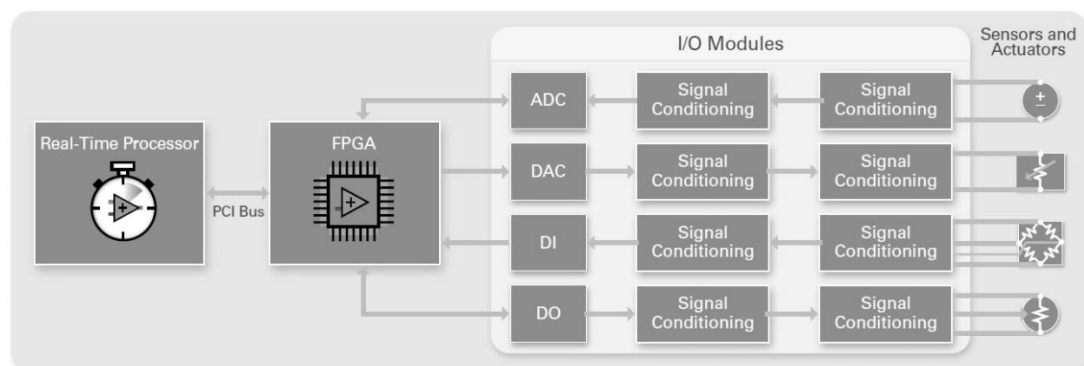 I/O Modules
Sensors and
Actuators
Real-Time Processor
PCI Bus
FPGA
ADC
Signal
Conditioning
Signal
Conditioning
DAC
Signal
Conditioning
Signal
Conditioning
DI
Signal
Conditioning
Signal
Conditioning
DO
Signal
Conditioning
Signal
Conditioning